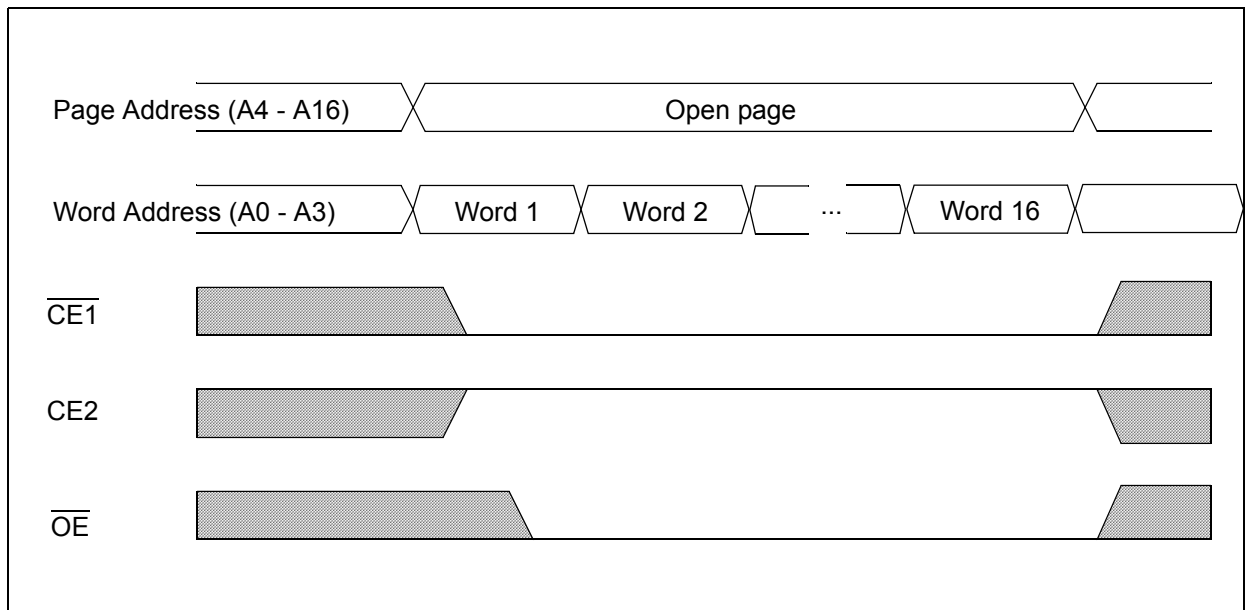 Page Address (A4 - A16)
Open page
Word Address (A0 - A3)
Word 1
Word 2
...
Word 16
CE1
CE2
OE